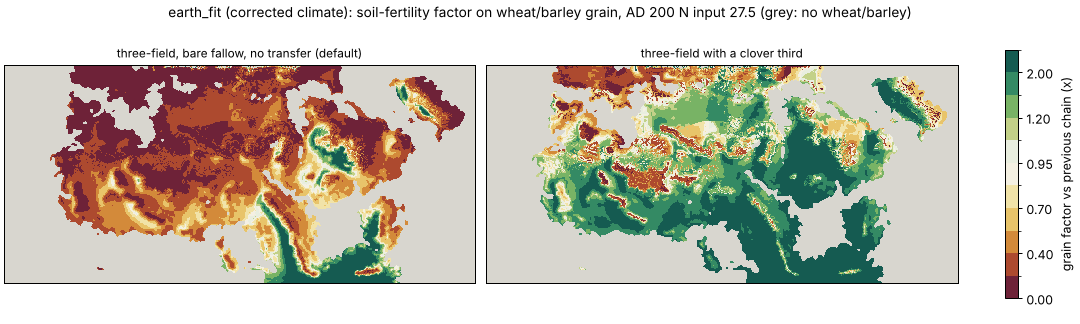 earth_fit (corrected climate): soil-fertility factor on wheat/barley grain, AD 200 N input 27.5 (grey: no wheat/barley)
three-field, bare fallow, no transfer (default)
three-field with a clover third
2.00
1.20
0.95
0.70
0.40
0.00
grain factor vs previous chain (x)